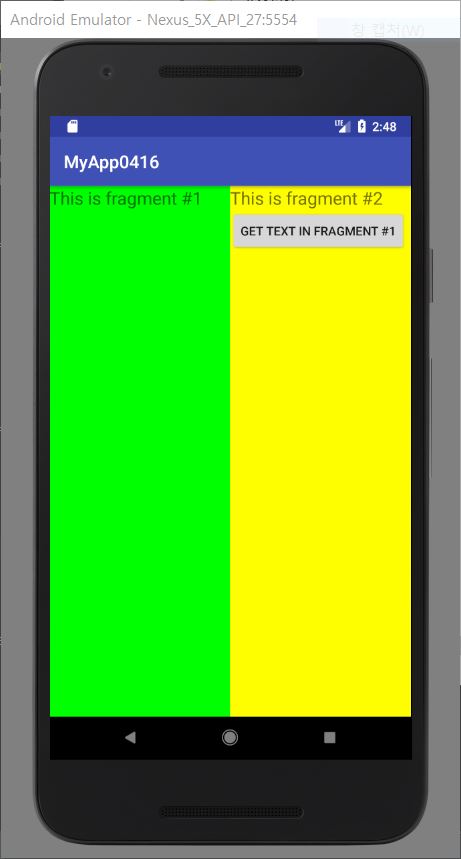 Android Emulator - Nexus_5X_API_27:5554
창 캡처(W)
LTE 2:48
MyApp0416
This is fragment #1
This is fragment #2
GET TEXT IN FRAGMENT #1